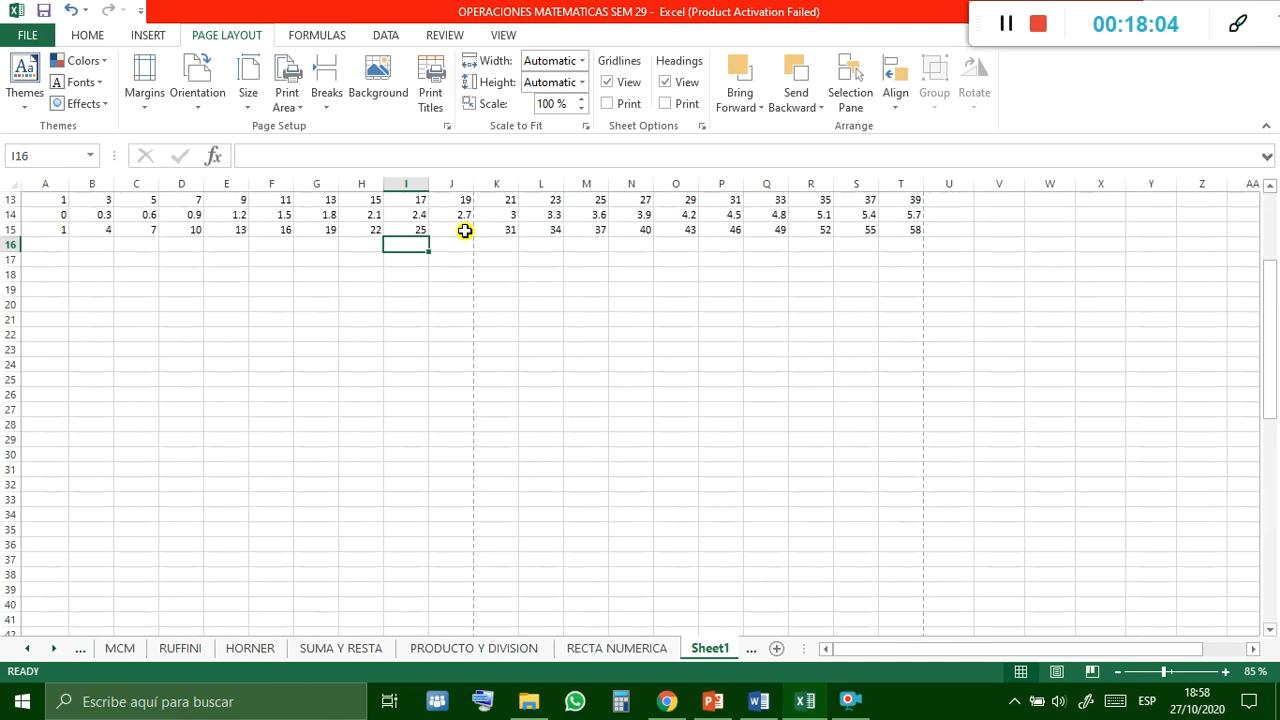 OPERACIONES MATEMATICAS SEM 29 - Excel (Product Activation Failed)
00:18:04
FILE HOME INSERT PAGE LAYOUT FORMULAS DATA REVIEW VIEW
Themes Colors Fonts Effects Margins Orientation Size Print Area Breaks Background Print Titles Width: Automatic Height: Automatic Scale: 100 % Gridlines View Print Headings View Print Bring Forward Send Backward Selection Pane Align Group Rotate
Themes Page Setup Scale to Fit Sheet Options Arrange
I16 fx
A B C D E F G H I J K L M N O P Q R S T U V W X Y Z AA
13 1 3 5 7 9 11 13 15 17 19 21 23 25 27 29 31 33 35 37 39
14 0 0.3 0.6 0.9 1.2 1.5 1.8 2.1 2.4 2.7 3 3.3 3.6 3.9 4.2 4.5 4.8 5.1 5.4 5.7
15 1 4 7 10 13 16 19 22 25 31 34 37 40 43 46 49 52 55 58
16
17
18
19
20
21
22
23
24
25
26
27
28
29
30
31
32
33
34
35
36
37
38
39
40
41
42
... MCM RUFFINI HORNER SUMA Y RESTA PRODUCTO Y DIVISION RECTA NUMERICA Sheet1 ...
READY 85 %
Escribe aquí para buscar ESP 18:58
27/10/2020